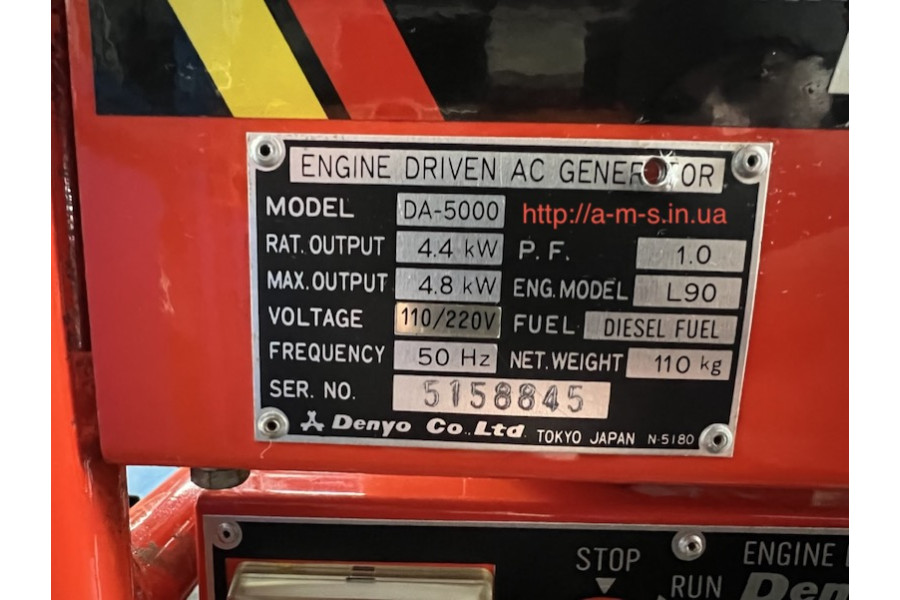 ENGINE DRIVEN AC GENERATOR
MODEL DA-5000 http://a-m-s.in.ua
RAT. OUTPUT 4.4 kW P. F. 1.0
MAX. OUTPUT 4.8 kW ENG. MODEL L90
VOLTAGE 110/220V FUEL DIESEL FUEL
FREQUENCY 50 Hz NET. WEIGHT 110 kg
SER. NO. 5158845
Denyo Co., Ltd. TOKYO JAPAN N-5180
STOP ENGINE
RUN Denyo